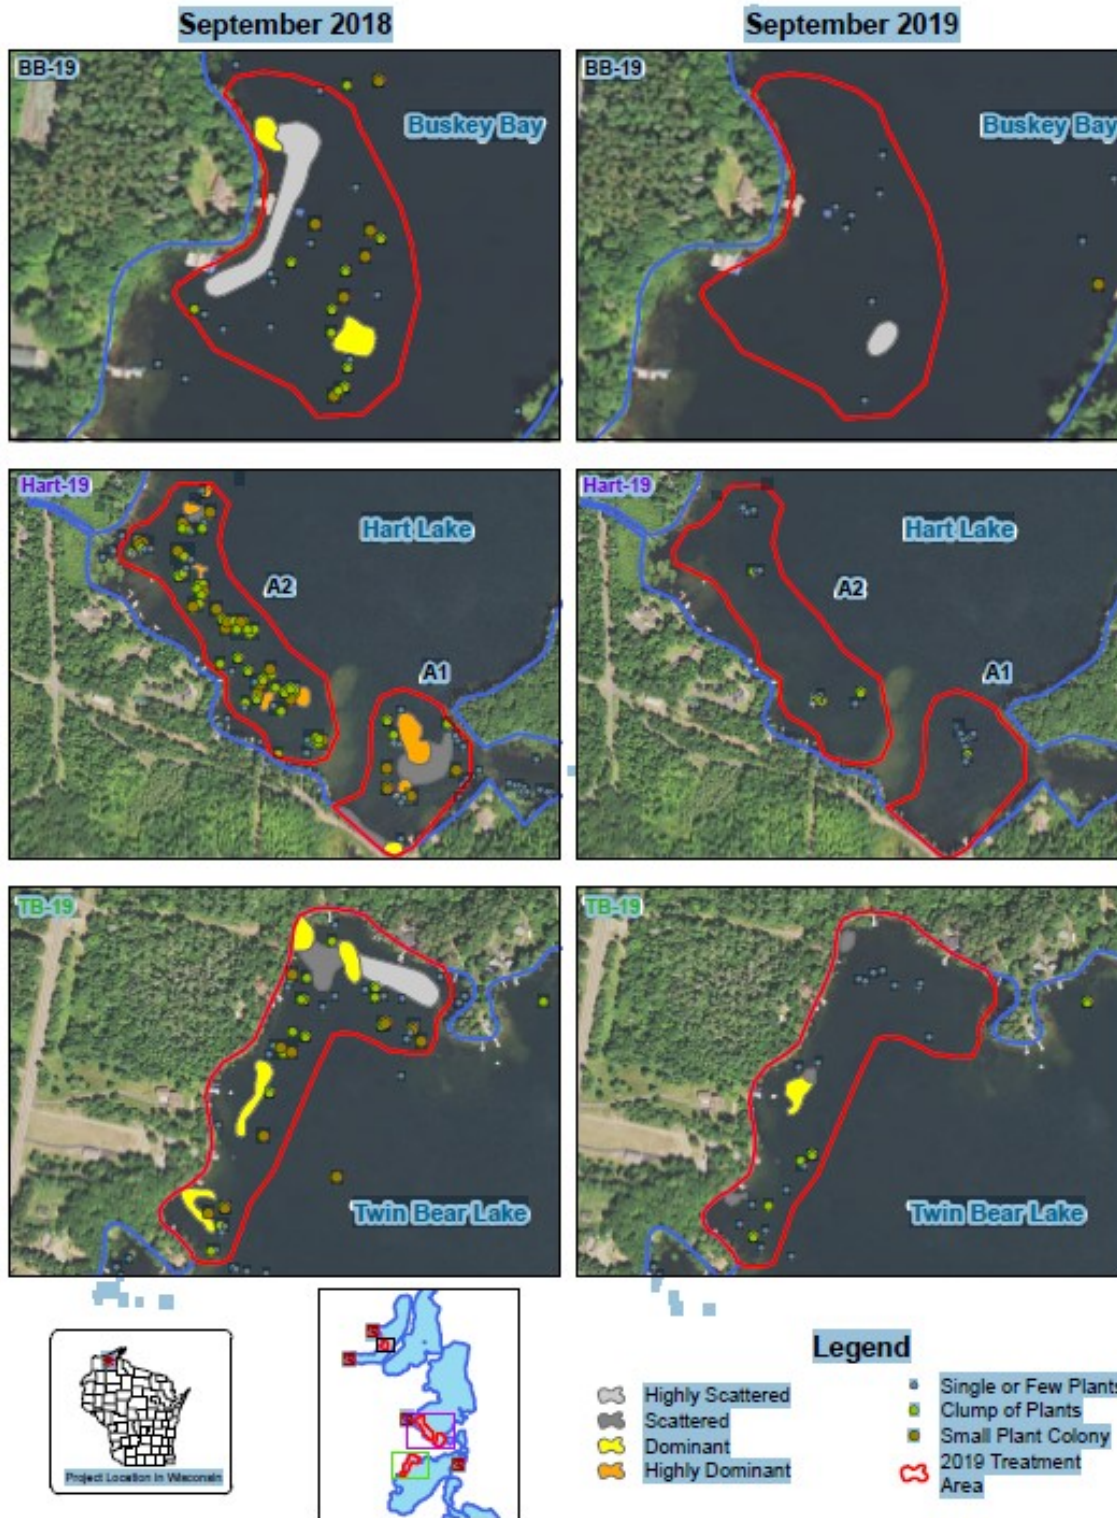 September 2018
September 2019
BB-19
Buskey Bay
BB-19
Buskey Bay
Hart-19
Hart Lake
A2
A1
Hart-19
Hart Lake
A2
A1
TB-19
Twin Bear Lake
TB-19
Twin Bear Lake
Project Location in Wisconsin
Legend
Highly Scattered
Scattered
Dominant
Highly Dominant
Single or Few Plants
Clump of Plants
Small Plant Colony
2019 Treatment
Area